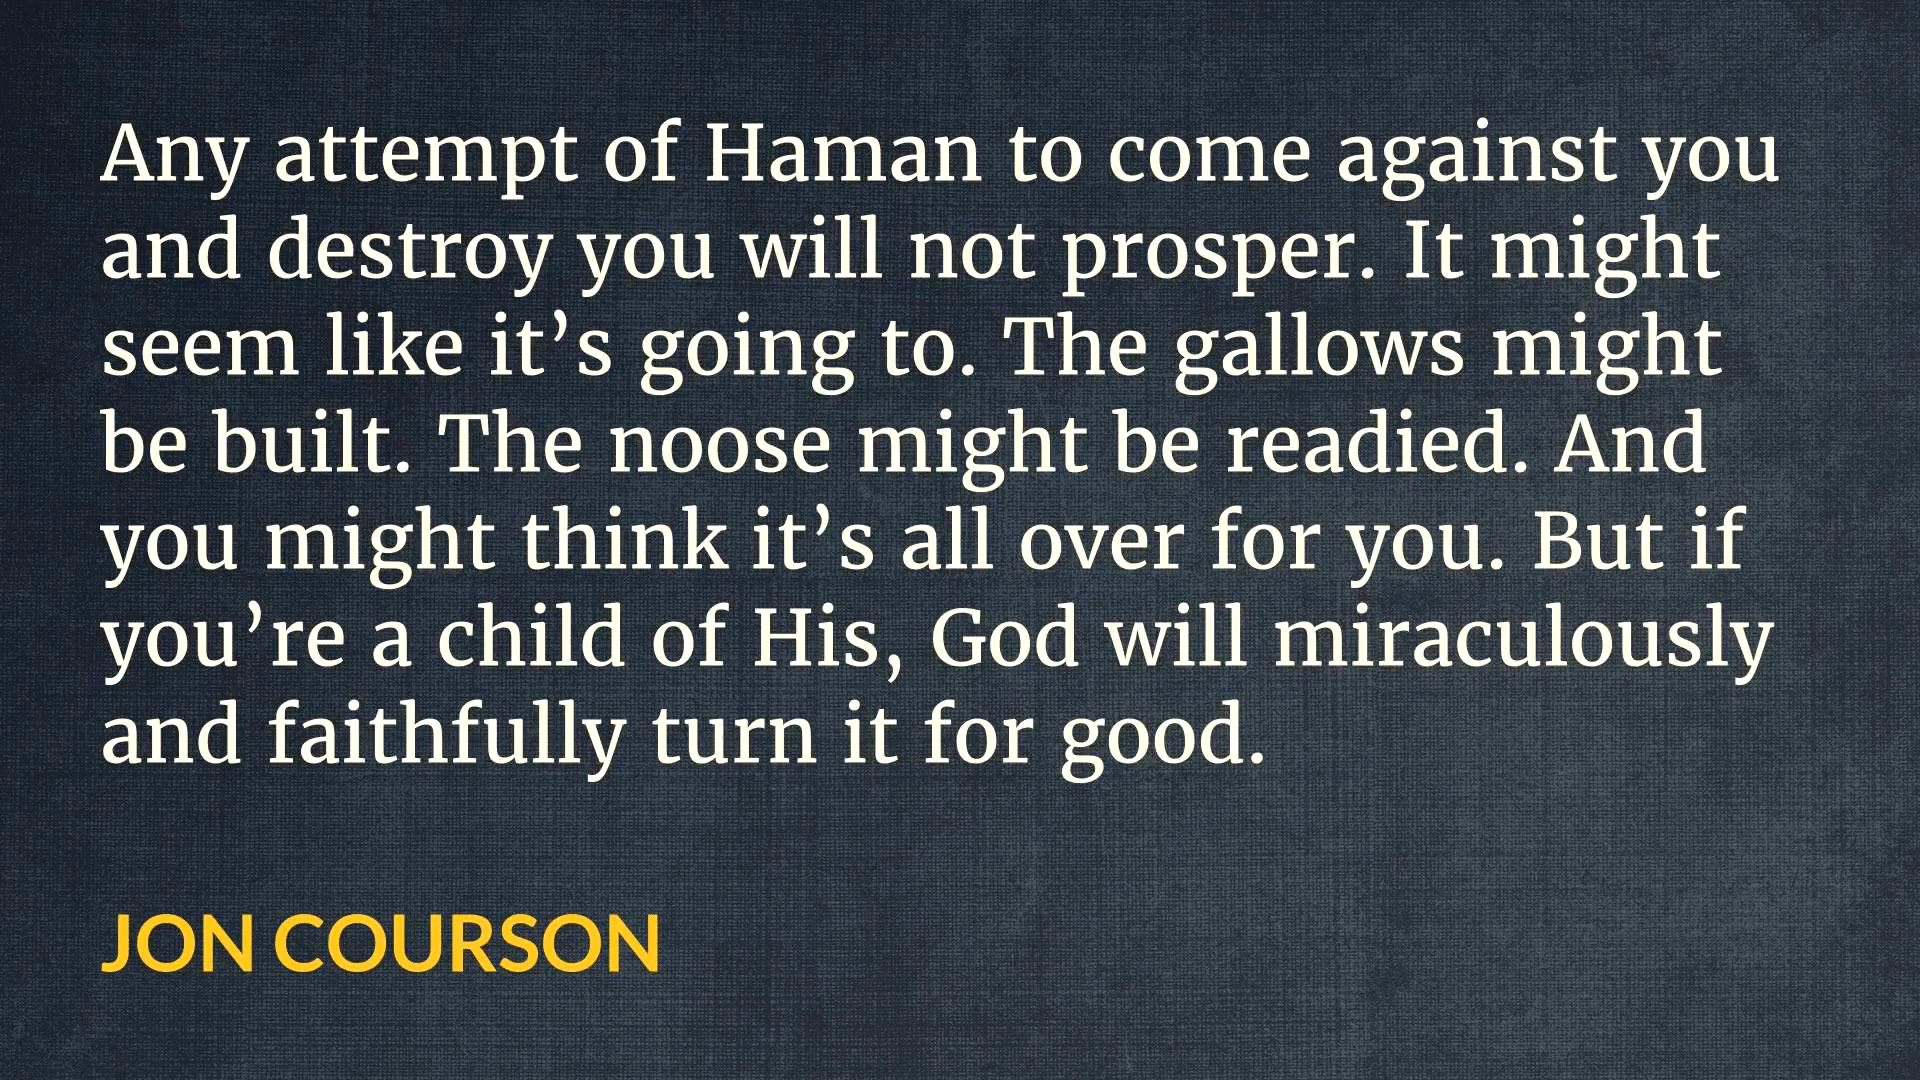 Any attempt of Haman to come against you
and destroy you will not prosper. It might
seem like it’s going to. The gallows might
be built. The noose might be readied. And
you might think it’s all over for you. But if
you’re a child of His, God will miraculously
and faithfully turn it for good.
JON COURSON